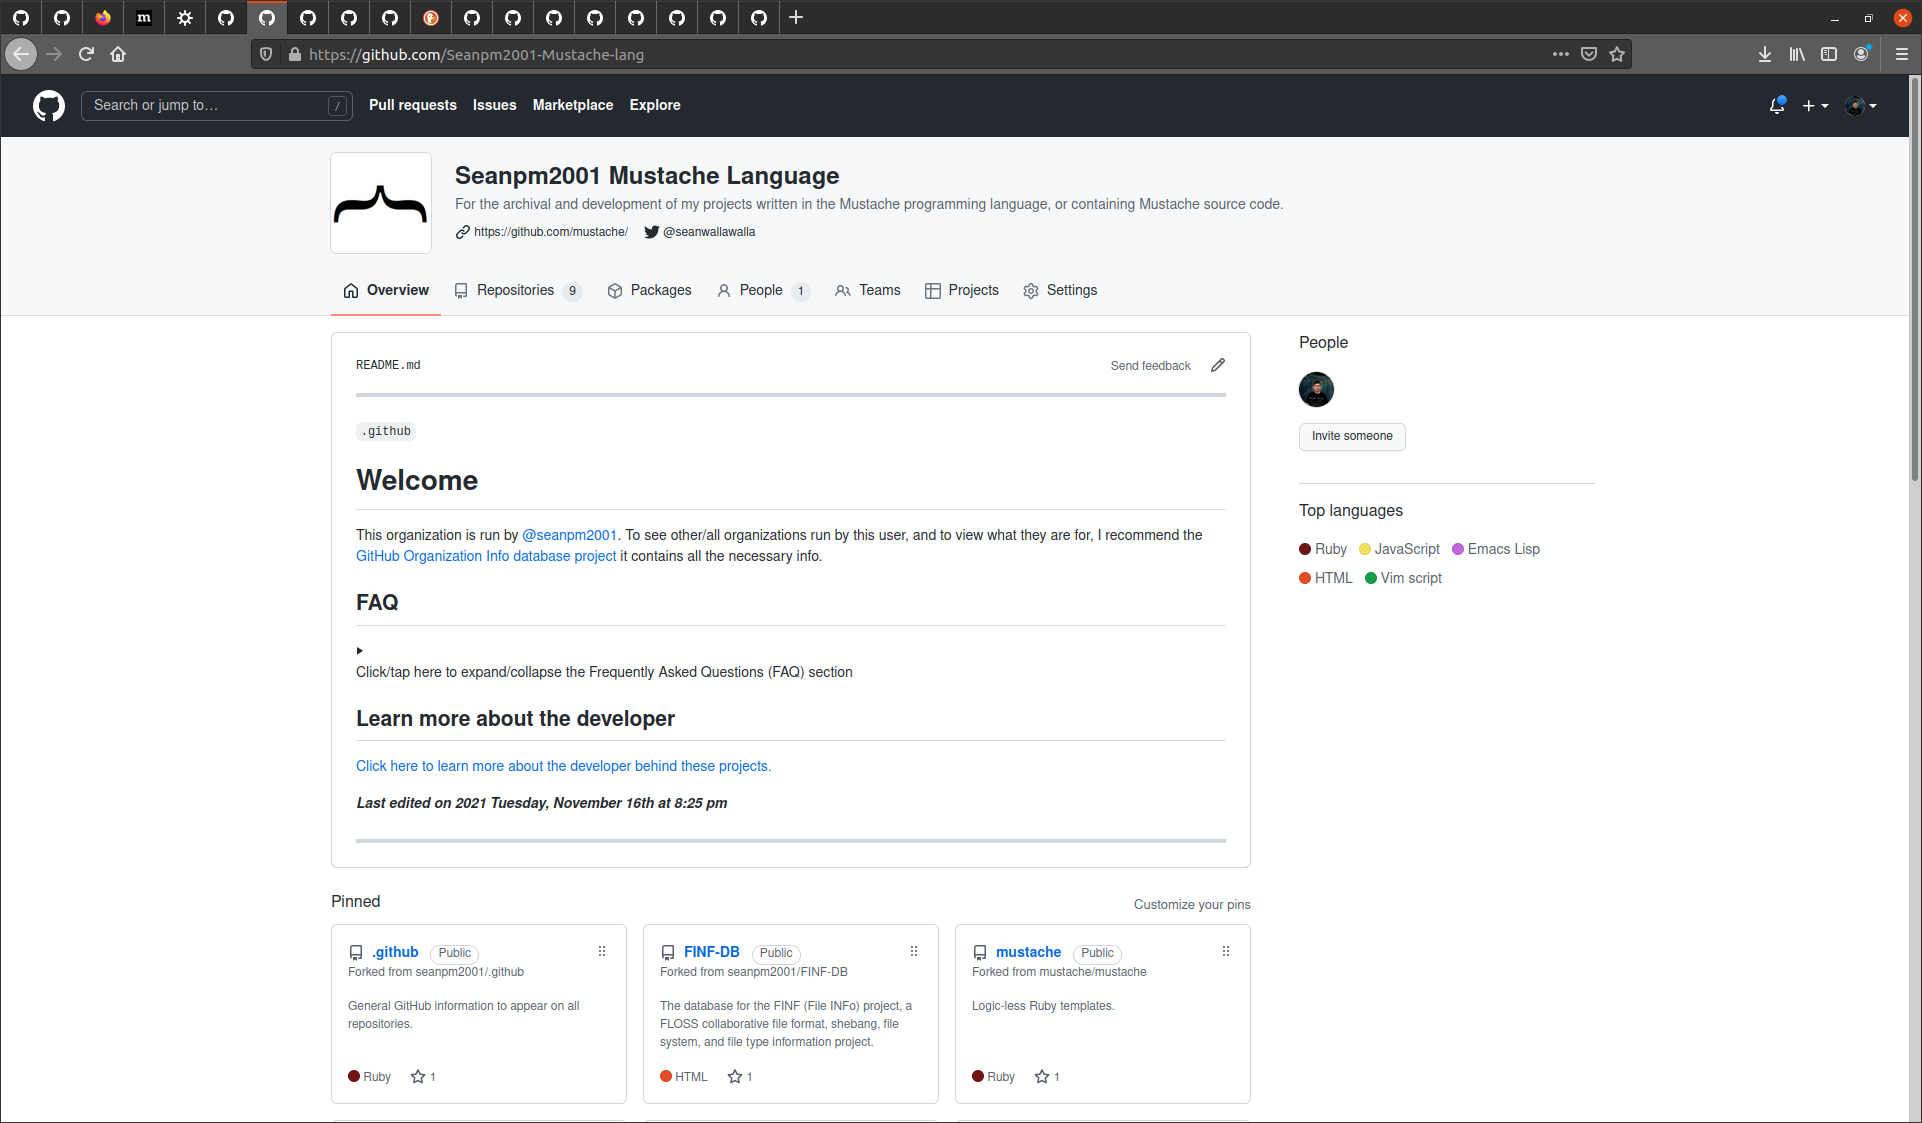 m
https://github.com/Seanpm2001-Mustache-lang
Search or jump to… /
Pull requests Issues Marketplace Explore
Seanpm2001 Mustache Language
For the archival and development of my projects written in the Mustache programming language, or containing Mustache source code.
https://github.com/mustache/ @seanwallawalla
Overview Repositories 9 Packages People 1 Teams Projects Settings
README.md Send feedback
.github
Welcome
This organization is run by @seanpm2001. To see other/all organizations run by this user, and to view what they are for, I recommend the
GitHub Organization Info database project it contains all the necessary info.
FAQ
Click/tap here to expand/collapse the Frequently Asked Questions (FAQ) section
Learn more about the developer
Click here to learn more about the developer behind these projects.
Last edited on 2021 Tuesday, November 16th at 8:25 pm
People
Invite someone
Top languages
Ruby JavaScript Emacs Lisp
HTML Vim script
Pinned Customize your pins
.github Public
Forked from seanpm2001/.github
General GitHub information to appear on all
repositories.
Ruby 1
FINF-DB Public
Forked from seanpm2001/FINF-DB
The database for the FINF (File INFo) project, a
FLOSS collaborative file format, shebang, file
system, and file type information project.
HTML 1
mustache Public
Forked from mustache/mustache
Logic-less Ruby templates.
Ruby 1